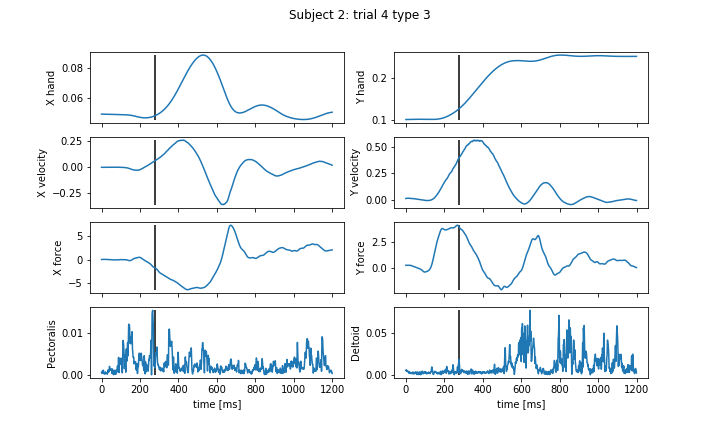 Subject 2: trial 4 type 3
X hand
0.08
0.06
Y hand
0.2
0.1
X velocity
0.25
0.00
−0.25
Y velocity
0.50
0.25
0.00
X force
5
0
−5
Y force
2.5
0.0
Pectoralis
0.01
0.00
0 200 400 600 800 1000 1200
time [ms]
Deltoid
0.05
0.00
0 200 400 600 800 1000 1200
time [ms]